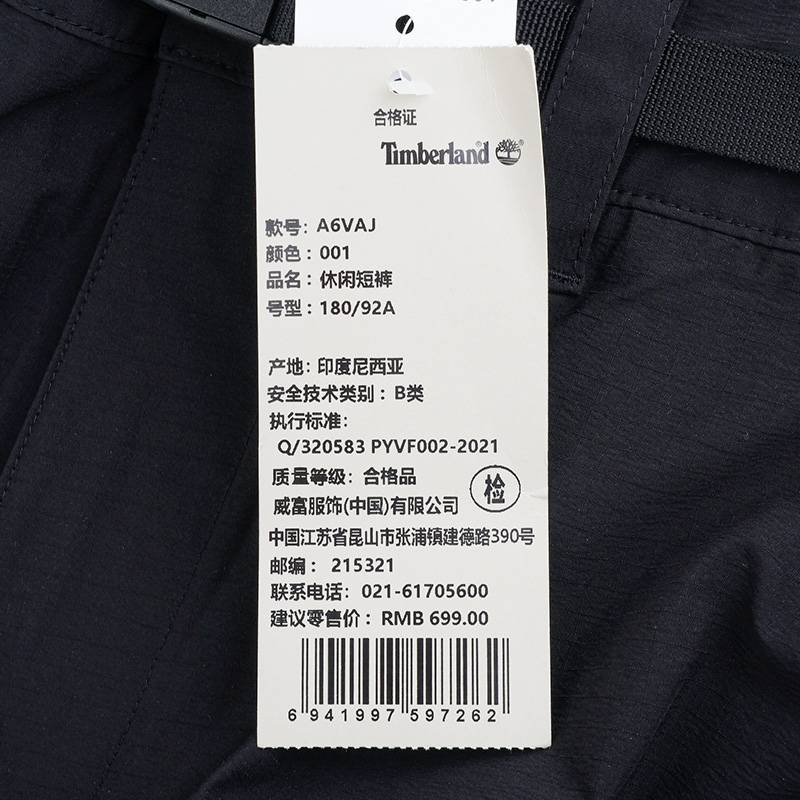 合格证
Timberland
款号: A6VAJ
颜色: 001
品名: 休闲短裤
号型: 180/92A
产地: 印度尼西亚
安全技术类别: B类
执行标准:
Q/320583 PYVF002-2021
质量等级: 合格品
检
威富服饰(中国)有限公司
中国江苏省昆山市张浦镇建德路390号
邮编: 215321
联系电话: 021-61705600
建议零售价: RMB 699.00
6 941997 597262